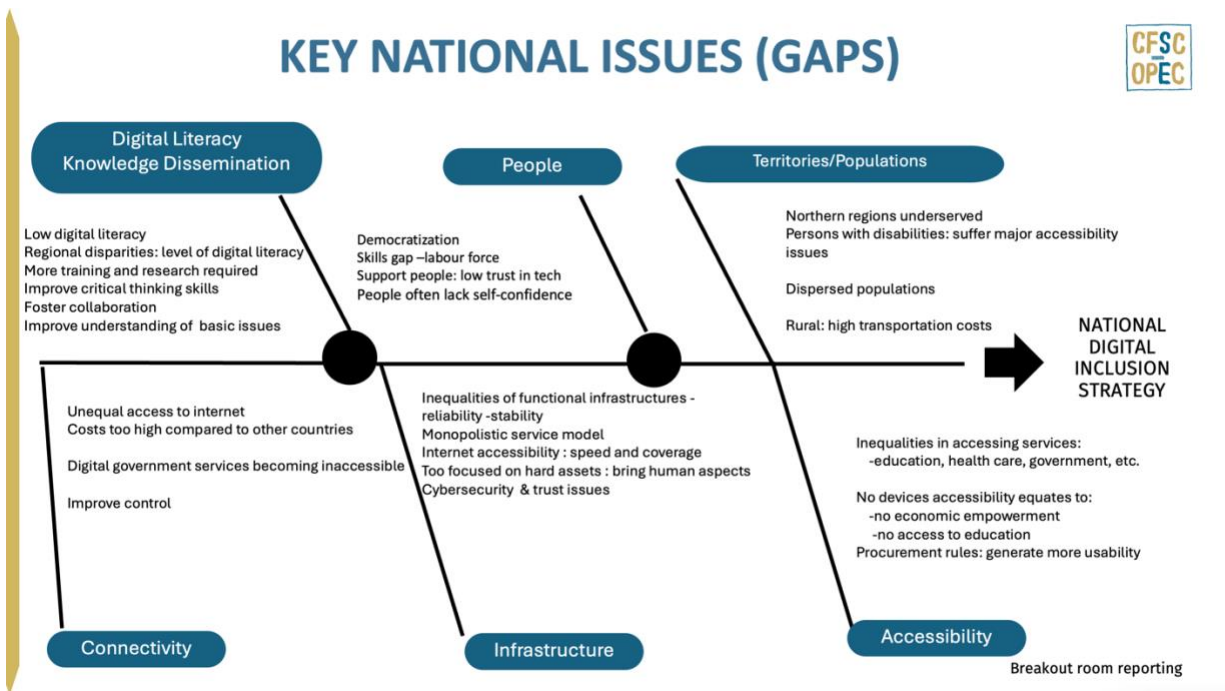 KEY NATIONAL ISSUES (GAPS)
CFSC
OPEC
Digital Literacy
Knowledge Dissemination
Low digital literacy
Regional disparities: level of digital literacy
More training and research required
Improve critical thinking skills
Foster collaboration
Improve understanding of basic issues
People
Democratization
Skills gap –labour force
Support people: low trust in tech
People often lack self-confidence
Territories/Populations
Northern regions underserved
Persons with disabilities: suffer major accessibility
issues
Dispersed populations
Rural: high transportation costs
NATIONAL
DIGITAL
INCLUSION
STRATEGY
Unequal access to internet
Costs too high compared to other countries
Digital government services becoming inaccessible
Improve control
Connectivity
Inequalities of functional infrastructures -
reliability -stability
Monopolistic service model
Internet accessibility : speed and coverage
Too focused on hard assets : bring human aspects
Cybersecurity & trust issues
Infrastructure
Inequalities in accessing services:
-education, health care, government, etc.
No devices accessibility equates to:
-no economic empowerment
-no access to education
Procurement rules: generate more usability
Accessibility
Breakout room reporting